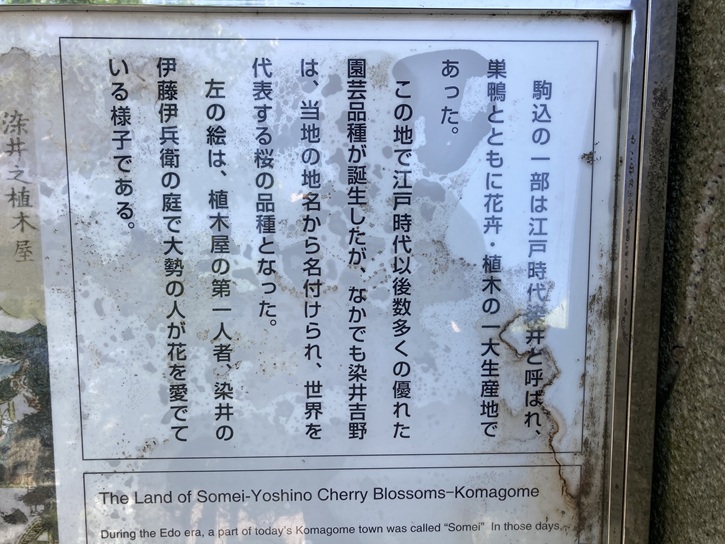 駒込の一部は江戸時代染井と呼ばれ、
巣鴨とともに花卉・植木の一大生産地で
あった。
この地で江戸時代以後数多くの優れた
園芸品種が誕生したが、なかでも染井吉野
は、当地の地名から名付けられ、世界を
代表する桜の品種となった。
左の絵は、植木屋の第一人者、染井の
伊藤伊兵衛の庭で大勢の人が花を愛でて
いる様子である。
染井之植木屋
The Land of Somei-Yoshino Cherry Blossoms–Komagome
During the Edo era, a part of today's Komagome town was called “Somei” In those days,